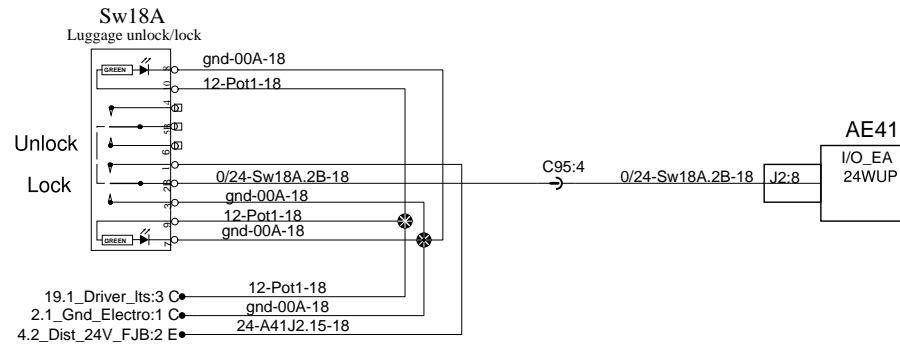 Sw18A
Luggage unlock/lock
gnd-00A-18
GREEN
8
12-Pot1-18
10
4
5B
Unlock
6
1
Lock
2B
0/24-Sw18A.2B-18
C95:4
0/24-Sw18A.2B-18
J2:8
AE41
I/O_EA
24WUP
gnd-00A-18
3
12-Pot1-18
9
gnd-00A-18
GREEN
7
19.1_Driver_lts:3 C
12-Pot1-18
2.1_Gnd_Electro:1 C
gnd-00A-18
4.2_Dist_24V_FJB:2 E
24-A41J2.15-18